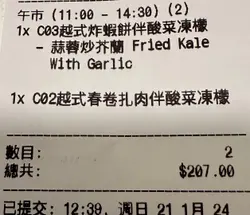 午市 (11:00 - 14:30) (2)
1x C03越式炸蝦餅伴酸菜凍檬
- 蒜蓉炒芥蘭 Fried Kale
With Garlic
1x C02越式春卷扎肉伴酸菜凍檬
數目: 2
總共: $207.00
已提交: 12:39, 週日 21 1月 24